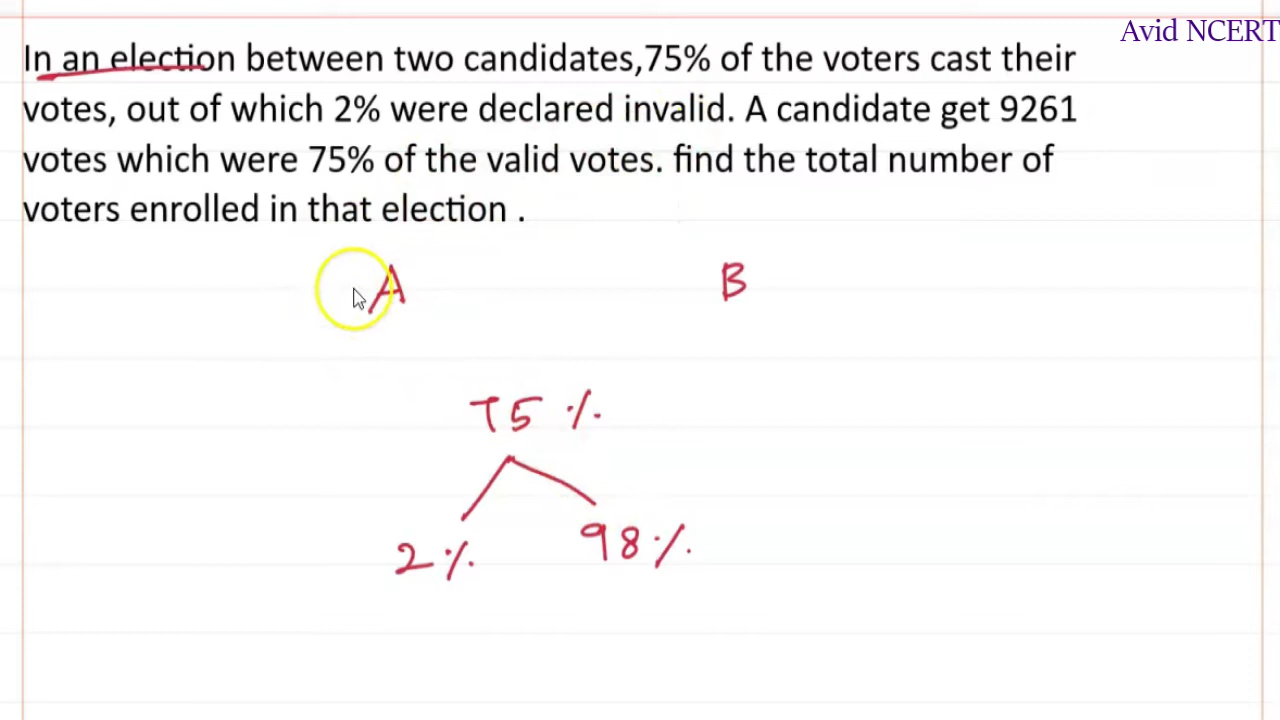 Avid NCERT
In an election between two candidates,75% of the voters cast their
votes, out of which 2% were declared invalid. A candidate get 9261
votes which were 75% of the valid votes. find the total number of
voters enrolled in that election .
A B
75 %
2% 98%